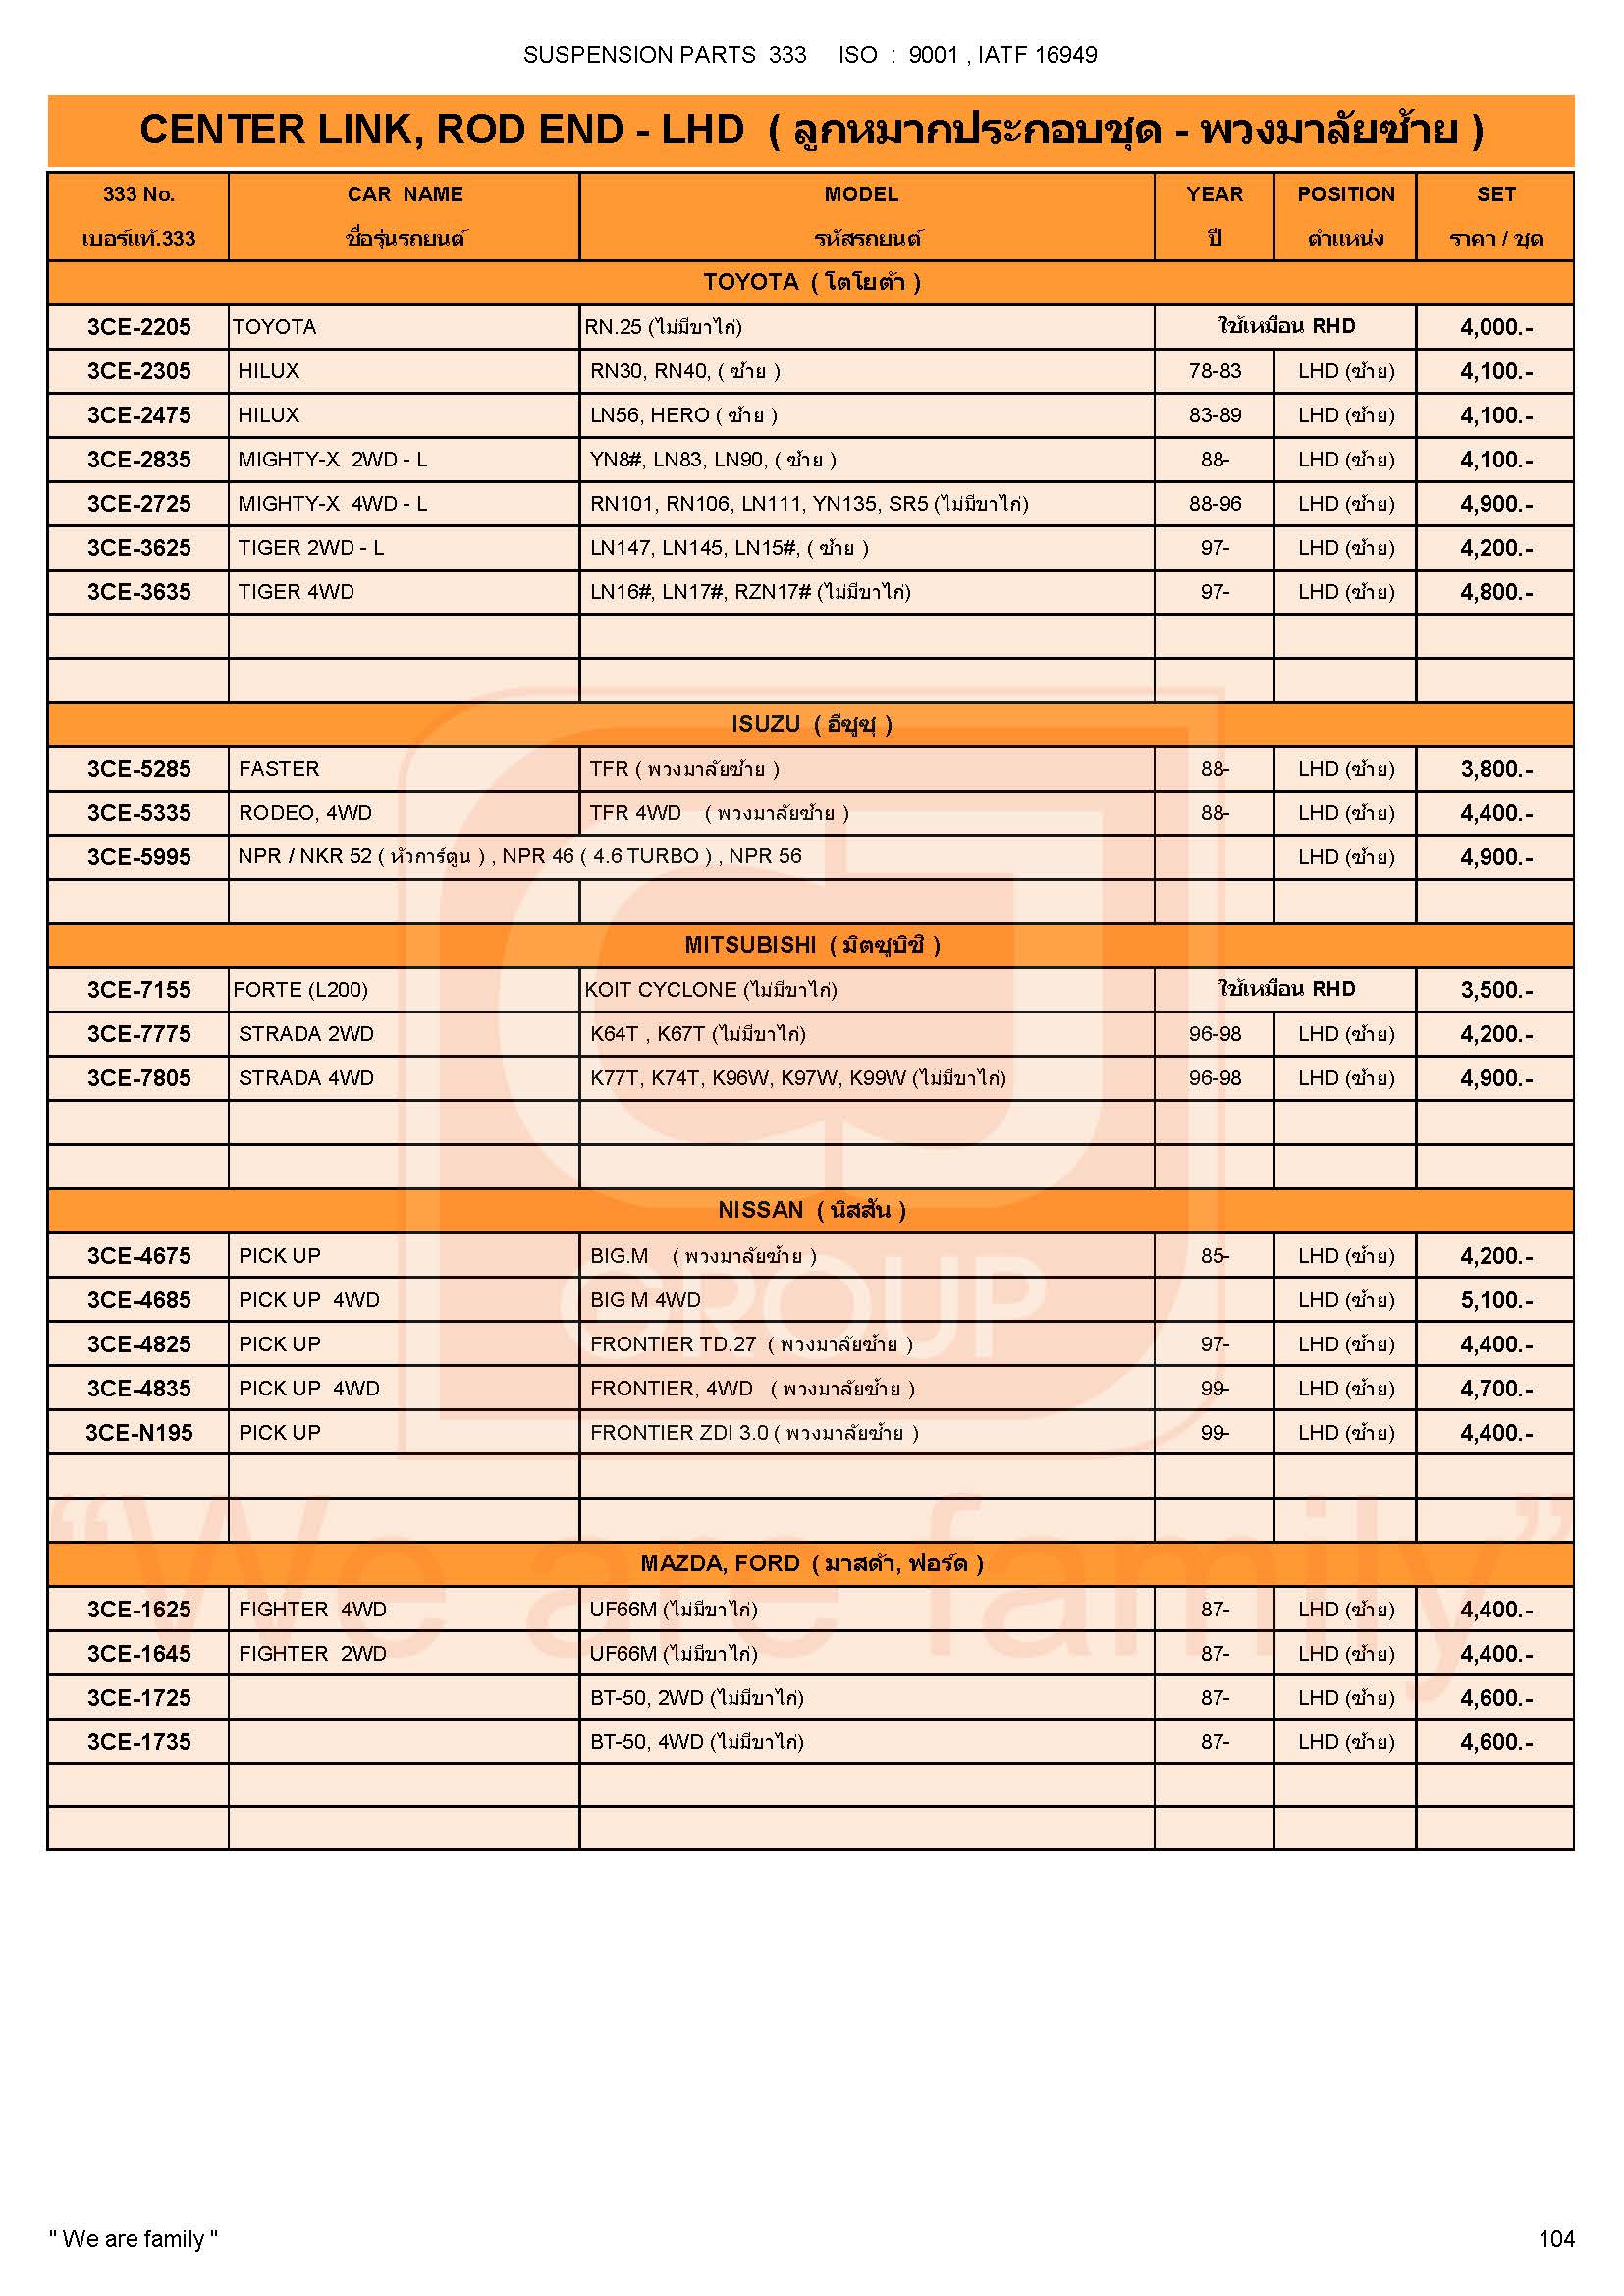 SUSPENSION PARTS 333 ISO : 9001 , IATF 16949
CENTER LINK, ROD END - LHD ( ลูกหมากประกอบชุด - พวงมาลัยซ้าย )
333 No. CAR NAME MODEL YEAR POSITION SET
เบอร์แท้.333 ชื่อรุ่นรถยนต์ รหัสรถยนต์ ปี ตำแหน่ง ราคา / ชุด
TOYOTA ( โตโยต้า )
3CE-2205 TOYOTA RN.25 (ไม่มีขาไก่) ใช้เหมือน RHD 4,000.-
3CE-2305 HILUX RN30, RN40, ( ซ้าย ) 78-83 LHD (ซ้าย) 4,100.-
3CE-2475 HILUX LN56, HERO ( ซ้าย ) 83-89 LHD (ซ้าย) 4,100.-
3CE-2835 MIGHTY-X 2WD - L YN8#, LN83, LN90, ( ซ้าย ) 88- LHD (ซ้าย) 4,100.-
3CE-2725 MIGHTY-X 4WD - L RN101, RN106, LN111, YN135, SR5 (ไม่มีขาไก่) 88-96 LHD (ซ้าย) 4,900.-
3CE-3625 TIGER 2WD - L LN147, LN145, LN15#, ( ซ้าย ) 97- LHD (ซ้าย) 4,200.-
3CE-3635 TIGER 4WD LN16#, LN17#, RZN17# (ไม่มีขาไก่) 97- LHD (ซ้าย) 4,800.-
ISUZU ( อีซูซุ )
3CE-5285 FASTER TFR ( พวงมาลัยซ้าย ) 88- LHD (ซ้าย) 3,800.-
3CE-5335 RODEO, 4WD TFR 4WD ( พวงมาลัยซ้าย ) 88- LHD (ซ้าย) 4,400.-
3CE-5995 NPR / NKR 52 ( หัวการ์ตูน ) , NPR 46 ( 4.6 TURBO ) , NPR 56 LHD (ซ้าย) 4,900.-
MITSUBISHI ( มิตซูบิชิ )
3CE-7155 FORTE (L200) KOIT CYCLONE (ไม่มีขาไก่) ใช้เหมือน RHD 3,500.-
3CE-7775 STRADA 2WD K64T , K67T (ไม่มีขาไก่) 96-98 LHD (ซ้าย) 4,200.-
3CE-7805 STRADA 4WD K77T, K74T, K96W, K97W, K99W (ไม่มีขาไก่) 96-98 LHD (ซ้าย) 4,900.-
NISSAN ( นิสสัน )
3CE-4675 PICK UP BIG.M ( พวงมาลัยซ้าย ) 85- LHD (ซ้าย) 4,200.-
3CE-4685 PICK UP 4WD BIG M 4WD LHD (ซ้าย) 5,100.-
3CE-4825 PICK UP FRONTIER TD.27 ( พวงมาลัยซ้าย ) 97- LHD (ซ้าย) 4,400.-
3CE-4835 PICK UP 4WD FRONTIER, 4WD ( พวงมาลัยซ้าย ) 99- LHD (ซ้าย) 4,700.-
3CE-N195 PICK UP FRONTIER ZDI 3.0 ( พวงมาลัยซ้าย ) 99- LHD (ซ้าย) 4,400.-
MAZDA, FORD ( มาสด้า, ฟอร์ด )
3CE-1625 FIGHTER 4WD UF66M (ไม่มีขาไก่) 87- LHD (ซ้าย) 4,400.-
3CE-1645 FIGHTER 2WD UF66M (ไม่มีขาไก่) 87- LHD (ซ้าย) 4,400.-
3CE-1725 BT-50, 2WD (ไม่มีขาไก่) 87- LHD (ซ้าย) 4,600.-
3CE-1735 BT-50, 4WD (ไม่มีขาไก่) 87- LHD (ซ้าย) 4,600.-
CJ
GROUP
“We are family”
" We are family " 104